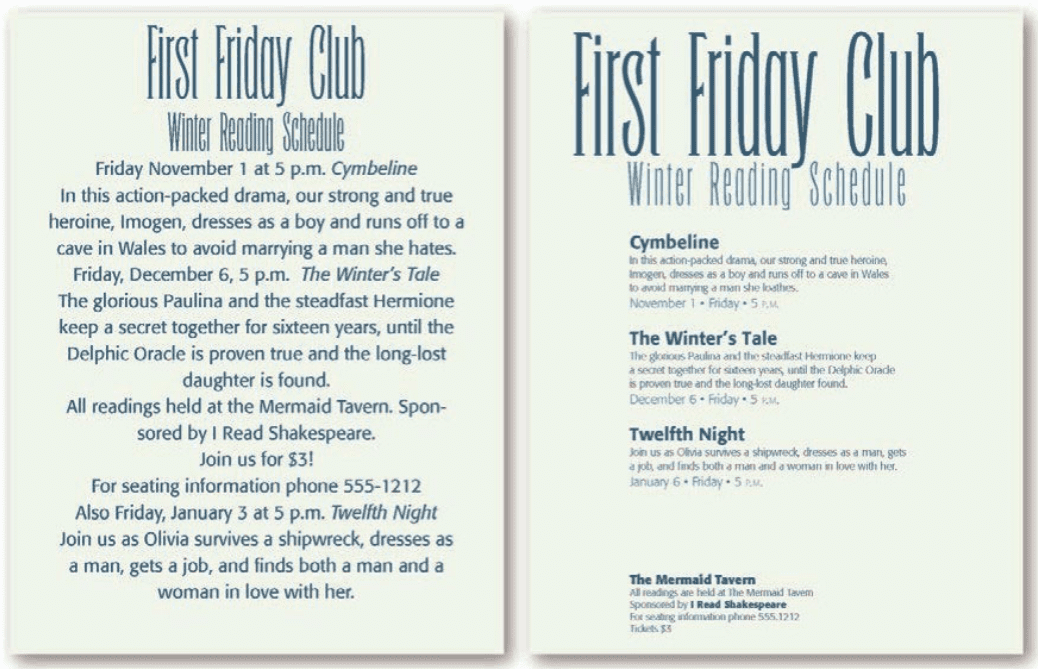 First Friday Club
Winter Reading Schedule
Friday November 1 at 5 p.m. Cymbeline
In this action-packed drama, our strong and true
heroine, Imogen, dresses as a boy and runs off to a
cave in Wales to avoid marrying a man she hates.
Friday, December 6, 5 p.m.  The Winter's Tale
The glorious Paulina and the steadfast Hermione
keep a secret together for sixteen years, until the
Delphic Oracle is proven true and the long-lost
daughter is found.
All readings held at the Mermaid Tavern. Spon-
sored by I Read Shakespeare.
Join us for $3!
For seating information phone 555-1212
Also Friday, January 3 at 5 p.m. Twelfth Night
Join us as Olivia survives a shipwreck, dresses as
a man, gets a job, and finds both a man and a
woman in love with her.
First Friday Club
Winter Reading Schedule
Cymbeline
In this action-packed drama, our strong and true heroine,
Imogen, dresses as a boy and runs off to a cave in Wales
to avoid marrying a man she loathes.
November 1 • Friday • 5 P.M.
The Winter's Tale
The glorious Paulina and the steadfast Hermione keep
a secret together for sixteen years, until the Delphic Oracle
is proven true and the long-lost daughter found.
December 6 • Friday • 5 P.M.
Twelfth Night
Join us as Olivia survives a shipwreck, dresses as a man, gets
a job, and finds both a man and a woman in love with her.
January 6 • Friday • 5 P.M.
The Mermaid Tavern
All readings are held at The Mermaid Tavern
Sponsored by I Read Shakespeare
For seating information phone 555.1212
Tickets $3